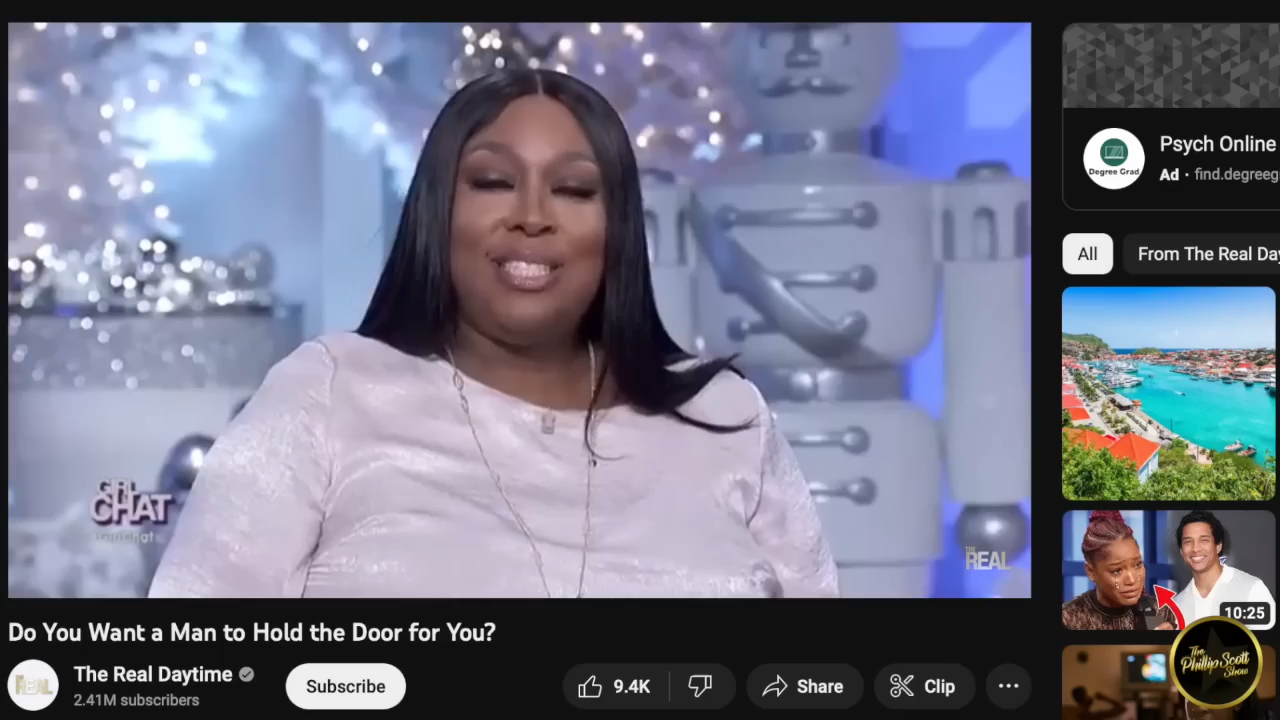 GIRL
CHAT
THE
REAL
Do You Want a Man to Hold the Door for You?
REAL
The Real Daytime
2.41M subscribers
Subscribe
9.4K
Share
Clip
Degree Grad
Psych Online
Ad · find.degreeg
All
From The Real Day
10:25
The
Phillip Scott
Show